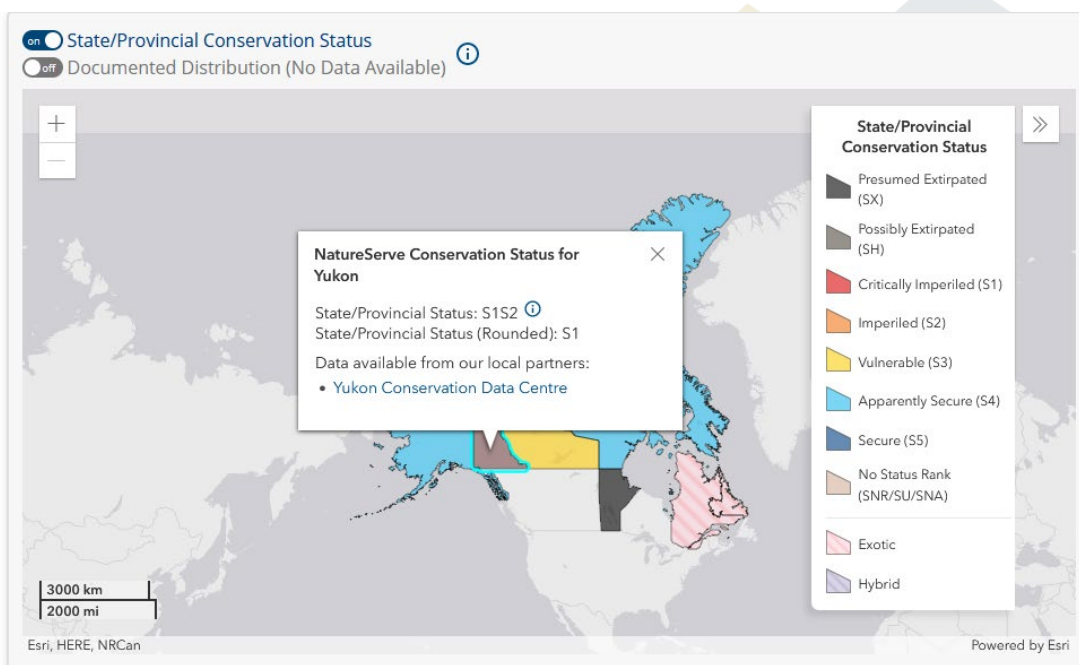 on State/Provincial Conservation Status
off Documented Distribution (No Data Available)
NatureServe Conservation Status for
Yukon
State/Provincial Status: S1S2
State/Provincial Status (Rounded): S1
Data available from our local partners:
• Yukon Conservation Data Centre
State/Provincial
Conservation Status
Presumed Extirpated
(SX)
Possibly Extirpated
(SH)
Critically Imperiled (S1)
Imperiled (S2)
Vulnerable (S3)
Apparently Secure (S4)
Secure (S5)
No Status Rank
(SNR/SU/SNA)
Exotic
Hybrid
3000 km
2000 mi
Esri, HERE, NRCan
Powered by Esri